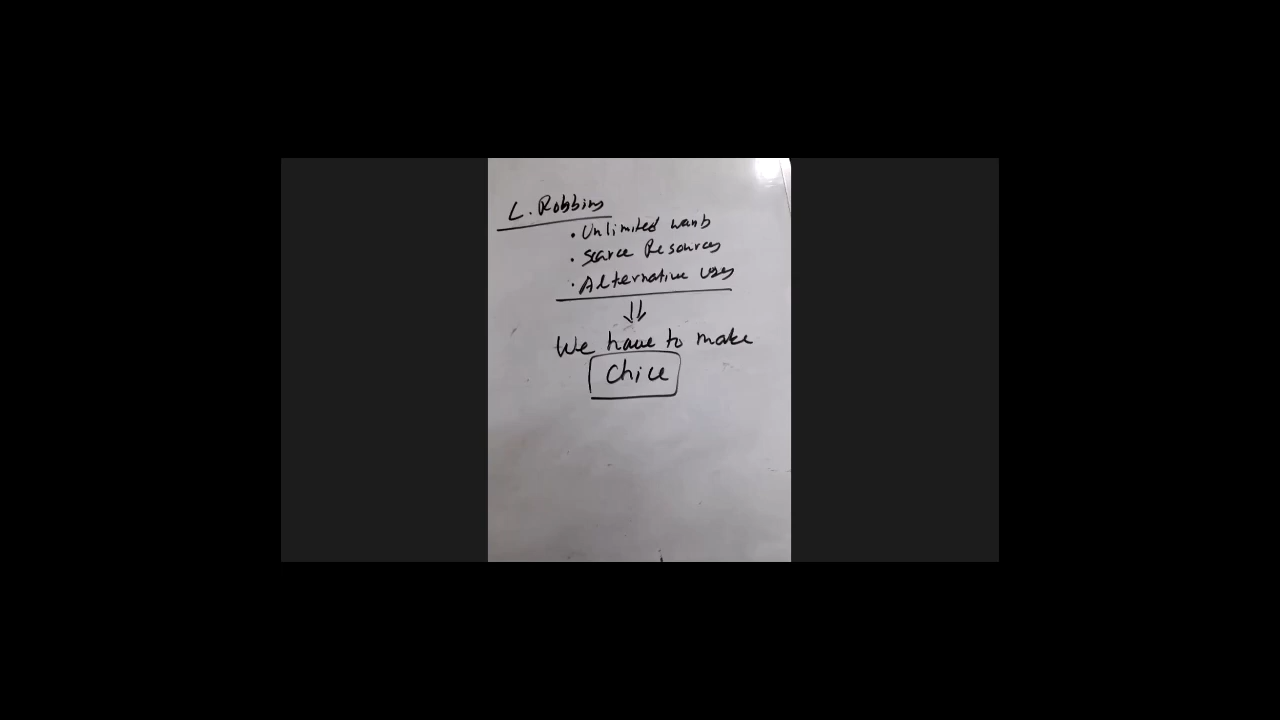 L. Robbins
• Unlimited wants
• Scarce Resources
• Alternative uses
⇓
We have to make
Chice